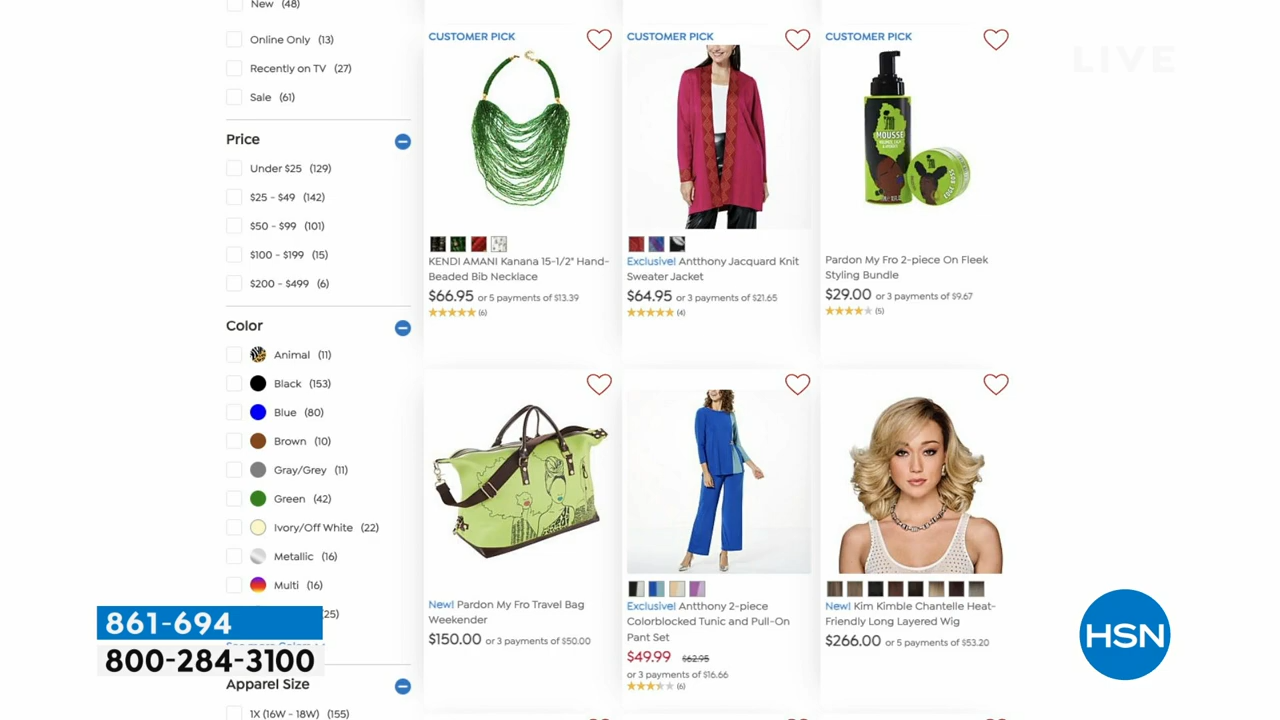 New (48)
Online Only (13)
Recently on TV (27)
Sale (61)
Price
Under $25 (129)
$25 - $49 (142)
$50 - $99 (101)
$100 - $199 (15)
$200 - $499 (6)
Color
Animal (11)
Black (153)
Blue (80)
Brown (10)
Gray/Grey (11)
Green (42)
Ivory/Off White (22)
Metallic (16)
Multi (16)
(25)
Apparel Size
1X (16W - 18W) (155)
861-694
800-284-3100
CUSTOMER PICK
KENDI AMANI Kanana 15-1/2" Hand-
Beaded Bib Necklace
$66.95 or 5 payments of $13.39
(6)
CUSTOMER PICK
Exclusive! Antthony Jacquard Knit
Sweater Jacket
$64.95 or 3 payments of $21.65
(4)
CUSTOMER PICK
MOUSSE
EDGE BOSS
Pardon My Fro 2-piece On Fleek
Styling Bundle
$29.00 or 3 payments of $9.67
(5)
New! Pardon My Fro Travel Bag
Weekender
$150.00 or 3 payments of $50.00
Exclusive! Antthony 2-piece
Colorblocked Tunic and Pull-On
Pant Set
$49.99 $62.95
or 3 payments of $16.66
(6)
New! Kim Kimble Chantelle Heat-
Friendly Long Layered Wig
$266.00 or 5 payments of $53.20
LIVE
HSN